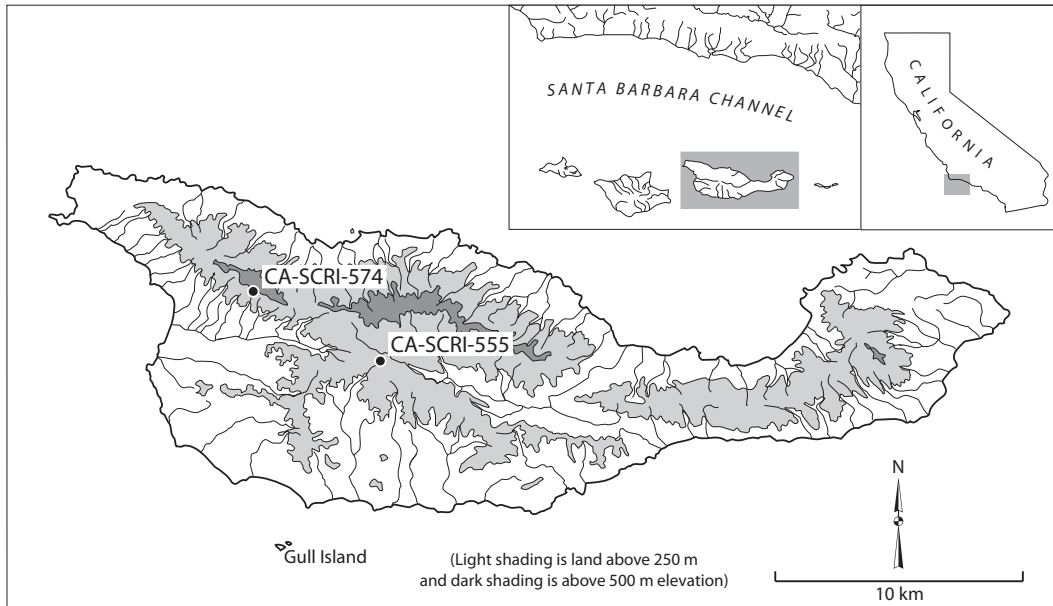 SANTA BARBARA CHANNEL
CALIFORNIA
CA-SCRI-574
CA-SCRI-555
N
Gull Island
(Light shading is land above 250 m
and dark shading is above 500 m elevation)
10 km